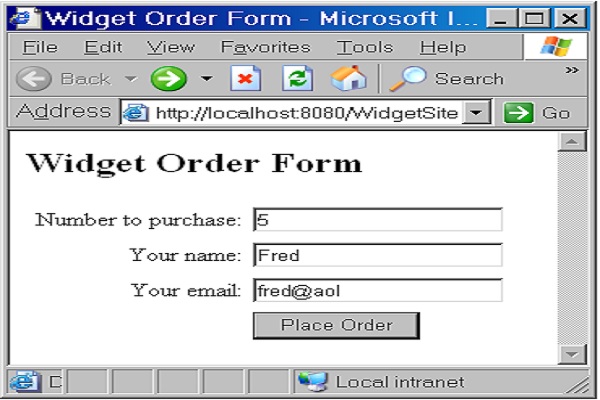 Widget Order Form - Microsoft I...
File Edit View Favorites Tools Help
Back Search »
Address http://localhost:8080/WidgetSite Go
Widget Order Form
Number to purchase: 5
Your name: Fred
Your email: fred@aol
Place Order
D Local intranet